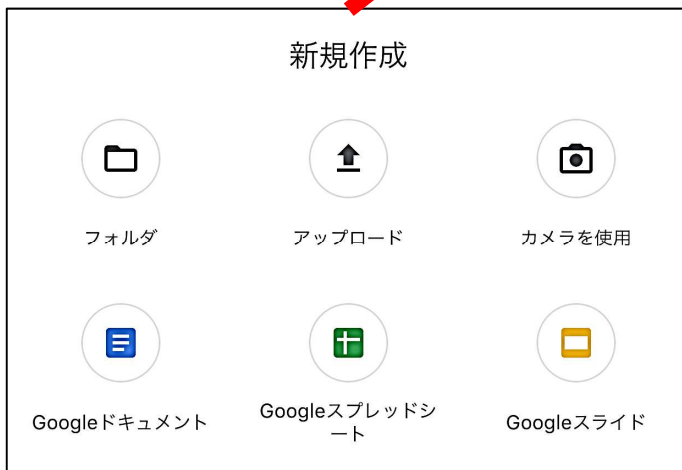 新規作成
フォルダ
アップロード
カメラを使用
Googleドキュメント
Googleスプレッドシ
ート
Googleスライド